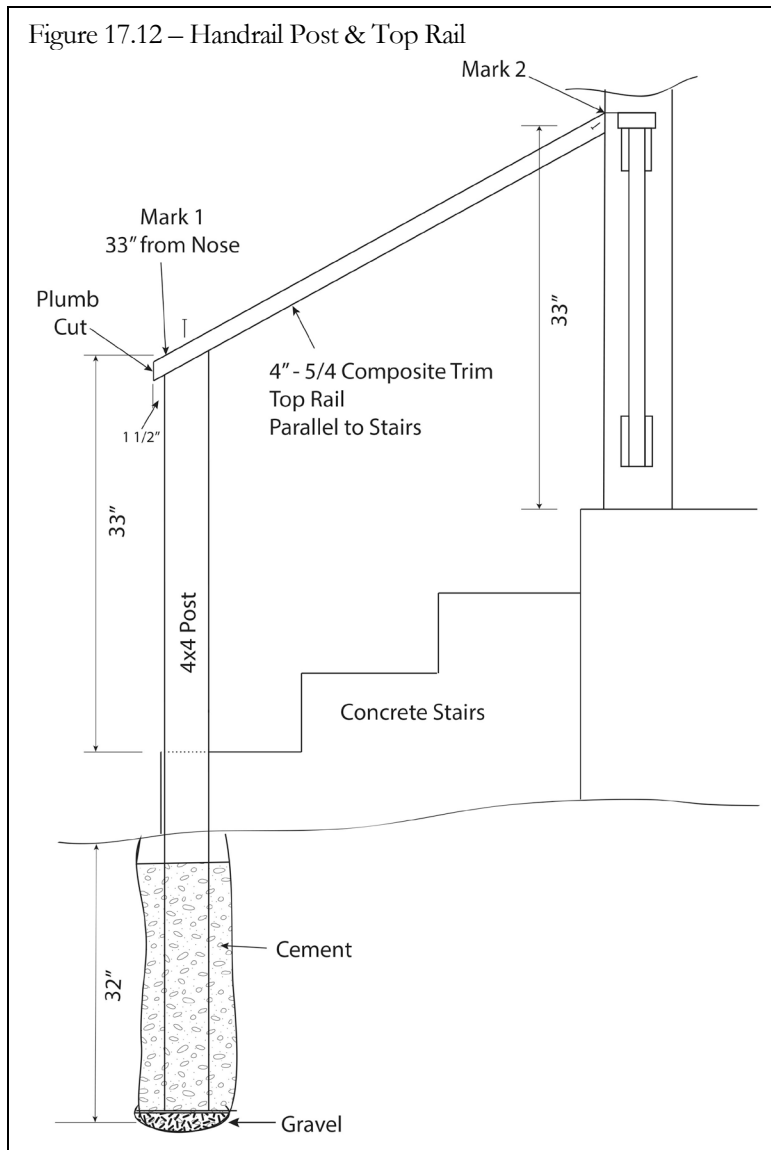 Figure 17.12 – Handrail Post & Top Rail
Mark 2
Mark 1
33" from Nose
Plumb
Cut
33"
4" - 5/4 Composite Trim
Top Rail
Parallel to Stairs
1 1/2"
33"
4x4 Post
Concrete Stairs
Cement
32"
Gravel